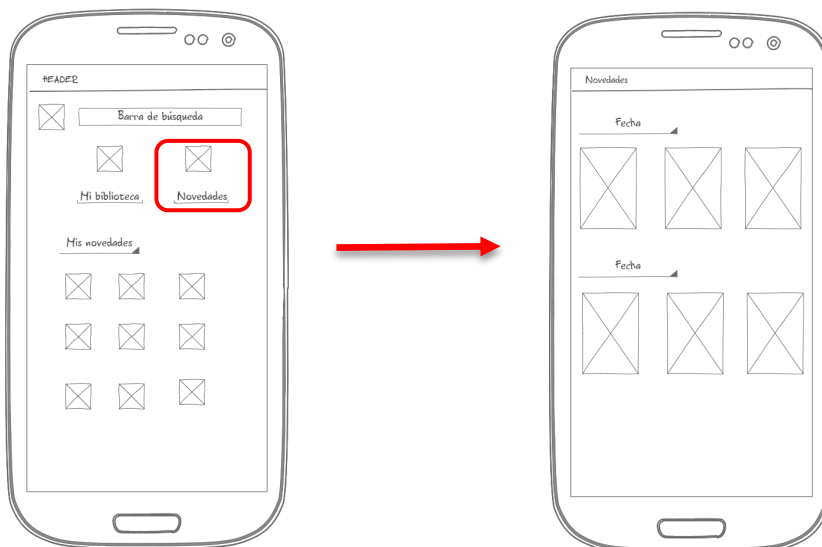 HEADER
Barra de búsqueda
Mi biblioteca
Novedades
Mis novedades
Novedades
Fecha
Fecha